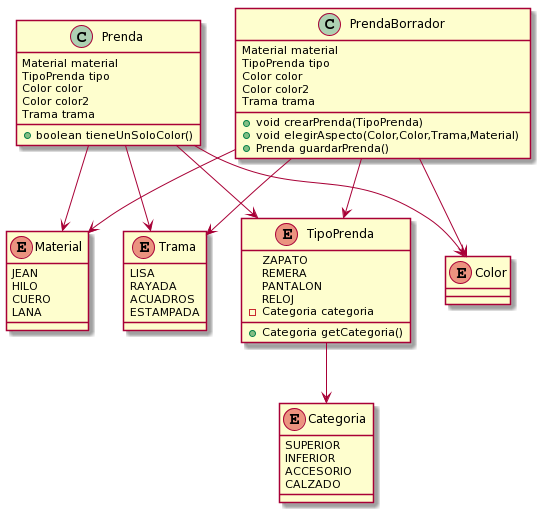 C Prenda
Material material
TipoPrenda tipo
Color color
Color color2
Trama trama
boolean tieneUnSoloColor()
C PrendaBorrador
Material material
TipoPrenda tipo
Color color
Color color2
Trama trama
void crearPrenda(TipoPrenda)
void elegirAspecto(Color,Color,Trama,Material)
Prenda guardarPrenda()
E Material
JEAN
HILO
CUERO
LANA
E Trama
LISA
RAYADA
ACUADROS
ESTAMPADA
E TipoPrenda
ZAPATO
REMERA
PANTALON
RELOJ
Categoria categoria
Categoria getCategoria()
E Color
E Categoria
SUPERIOR
INFERIOR
ACCESORIO
CALZADO